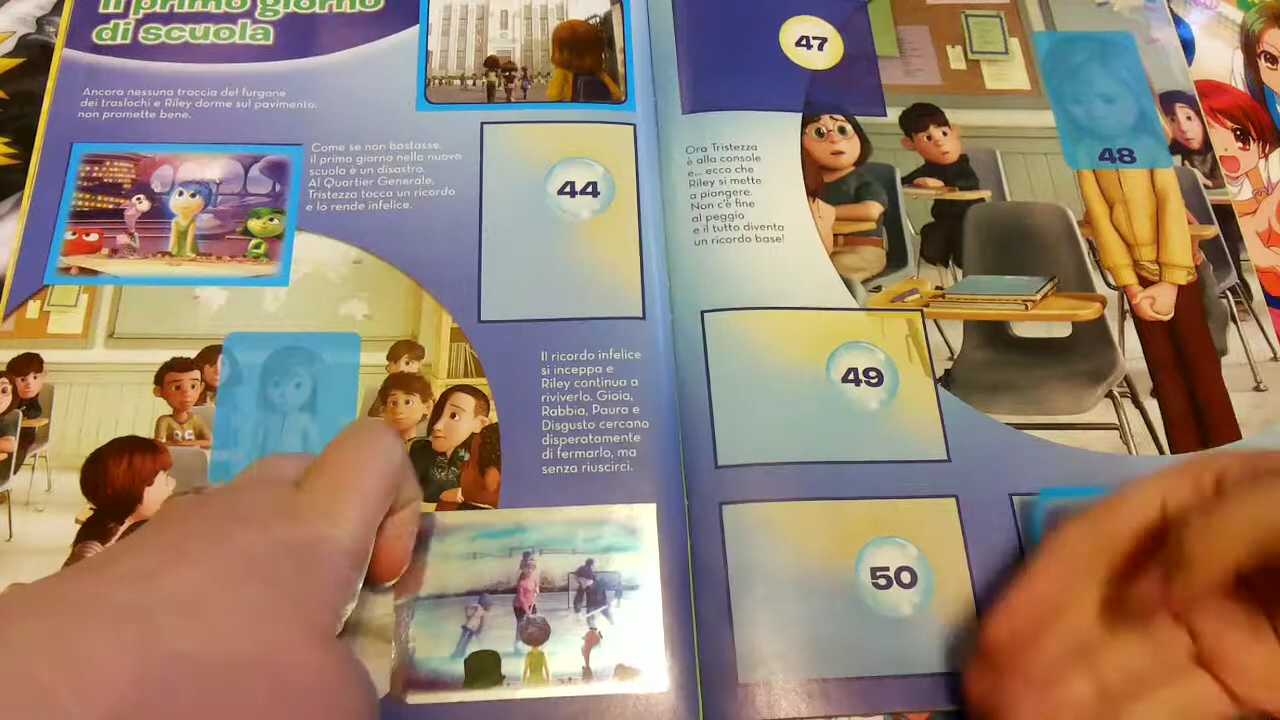 Il primo giorno
di scuola
Ancora nessuna traccia del furgone
dei traslochi e Riley dorme sul pavimento.
non promette bene.
Come se non bastasse,
il primo giorno nella nuova
scuola è un disastro.
Al Quartier Generale,
Tristezza tocca un ricordo
e lo rende infelice.
44
Il ricordo infelice
si inceppa e
Riley continua a
riviverlo. Gioia,
Rabbia, Paura e
Disgusto cercano
disperatamente
di fermarlo, ma
senza riuscirci.
47
Ora Tristezza
è alla console
e... ecco che
Riley si mette
a piangere.
Non c'è fine
al peggio
e il tutto diventa
un ricordo base!
48
49
50